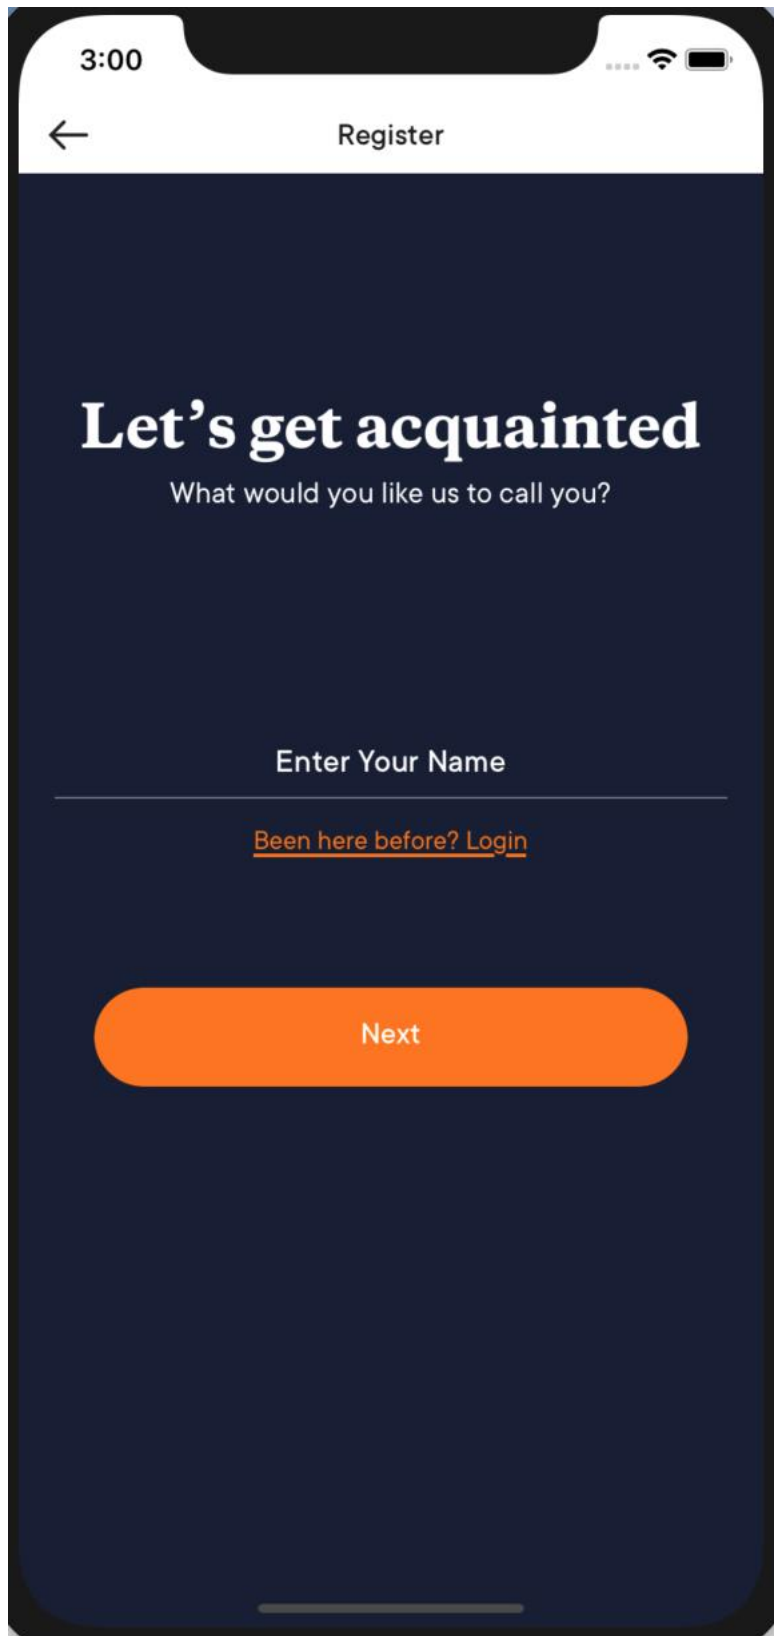 3:00
Register
Let’s get acquainted
What would you like us to call you?
Enter Your Name
Been here before? Login
Next